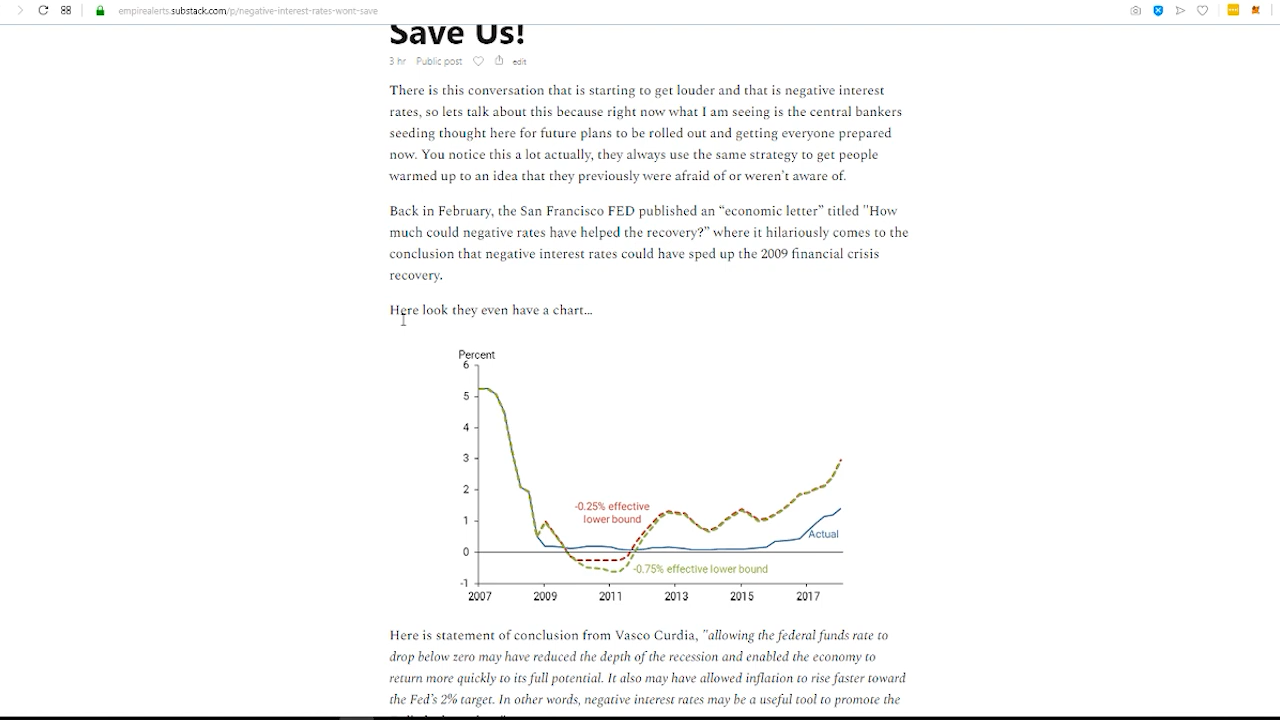 empirealerts.substack.com/p/negative-interest-rates-wont-save
Save Us!
3 hr Public post edit
There is this conversation that is starting to get louder and that is negative interest
rates, so lets talk about this because right now what I am seeing is the central bankers
seeding thought here for future plans to be rolled out and getting everyone prepared
now. You notice this a lot actually, they always use the same strategy to get people
warmed up to an idea that they previously were afraid of or weren't aware of.
Back in February, the San Francisco FED published an “economic letter” titled "How
much could negative rates have helped the recovery?” where it hilariously comes to the
conclusion that negative interest rates could have sped up the 2009 financial crisis
recovery.
Here look they even have a chart...
Percent
6
5
4
3
2
1
0
-1
-0.25% effective
lower bound
Actual
-0.75% effective lower bound
2007 2009 2011 2013 2015 2017
Here is statement of conclusion from Vasco Curdia, "allowing the federal funds rate to
drop below zero may have reduced the depth of the recession and enabled the economy to
return more quickly to its full potential. It also may have allowed inflation to rise faster toward
the Fed's 2% target. In other words, negative interest rates may be a useful tool to promote the